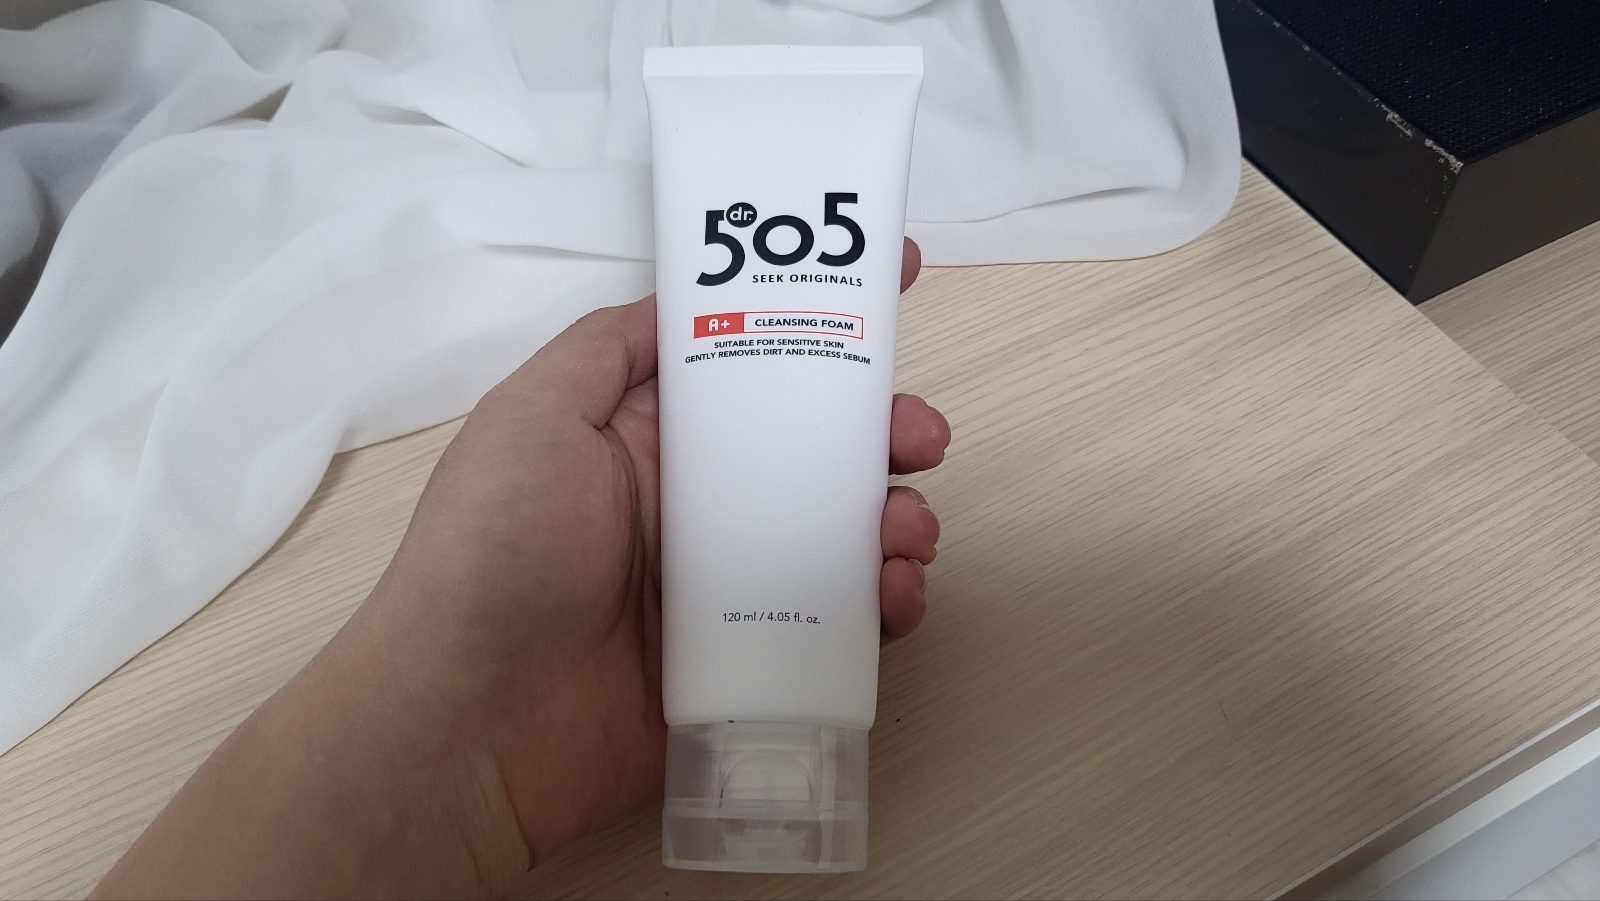 dr.
505
SEEK ORIGINALS
A+ CLEANSING FOAM
SUITABLE FOR SENSITIVE SKIN
GENTLY REMOVES DIRT AND EXCESS SEBUM
120 ml / 4.05 fl. oz.